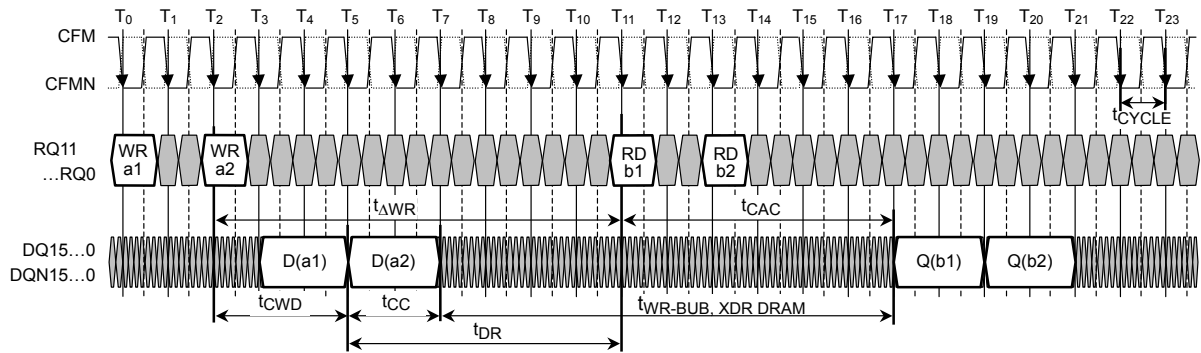 T0 T1 T2 T3 T4 T5 T6 T7 T8 T9 T10 T11 T12 T13 T14 T15 T16 T17 T18 T19 T20 T21 T22 T23
CFM
CFMN
tCYCLE
RQ11
...RQ0
WR
a1
WR
a2
RD
b1
RD
b2
tΔWR
tCAC
DQ15...0
DQN15...0
D(a1)
D(a2)
Q(b1)
Q(b2)
tCWD
tCC
tWR-BUB, XDR DRAM
tDR